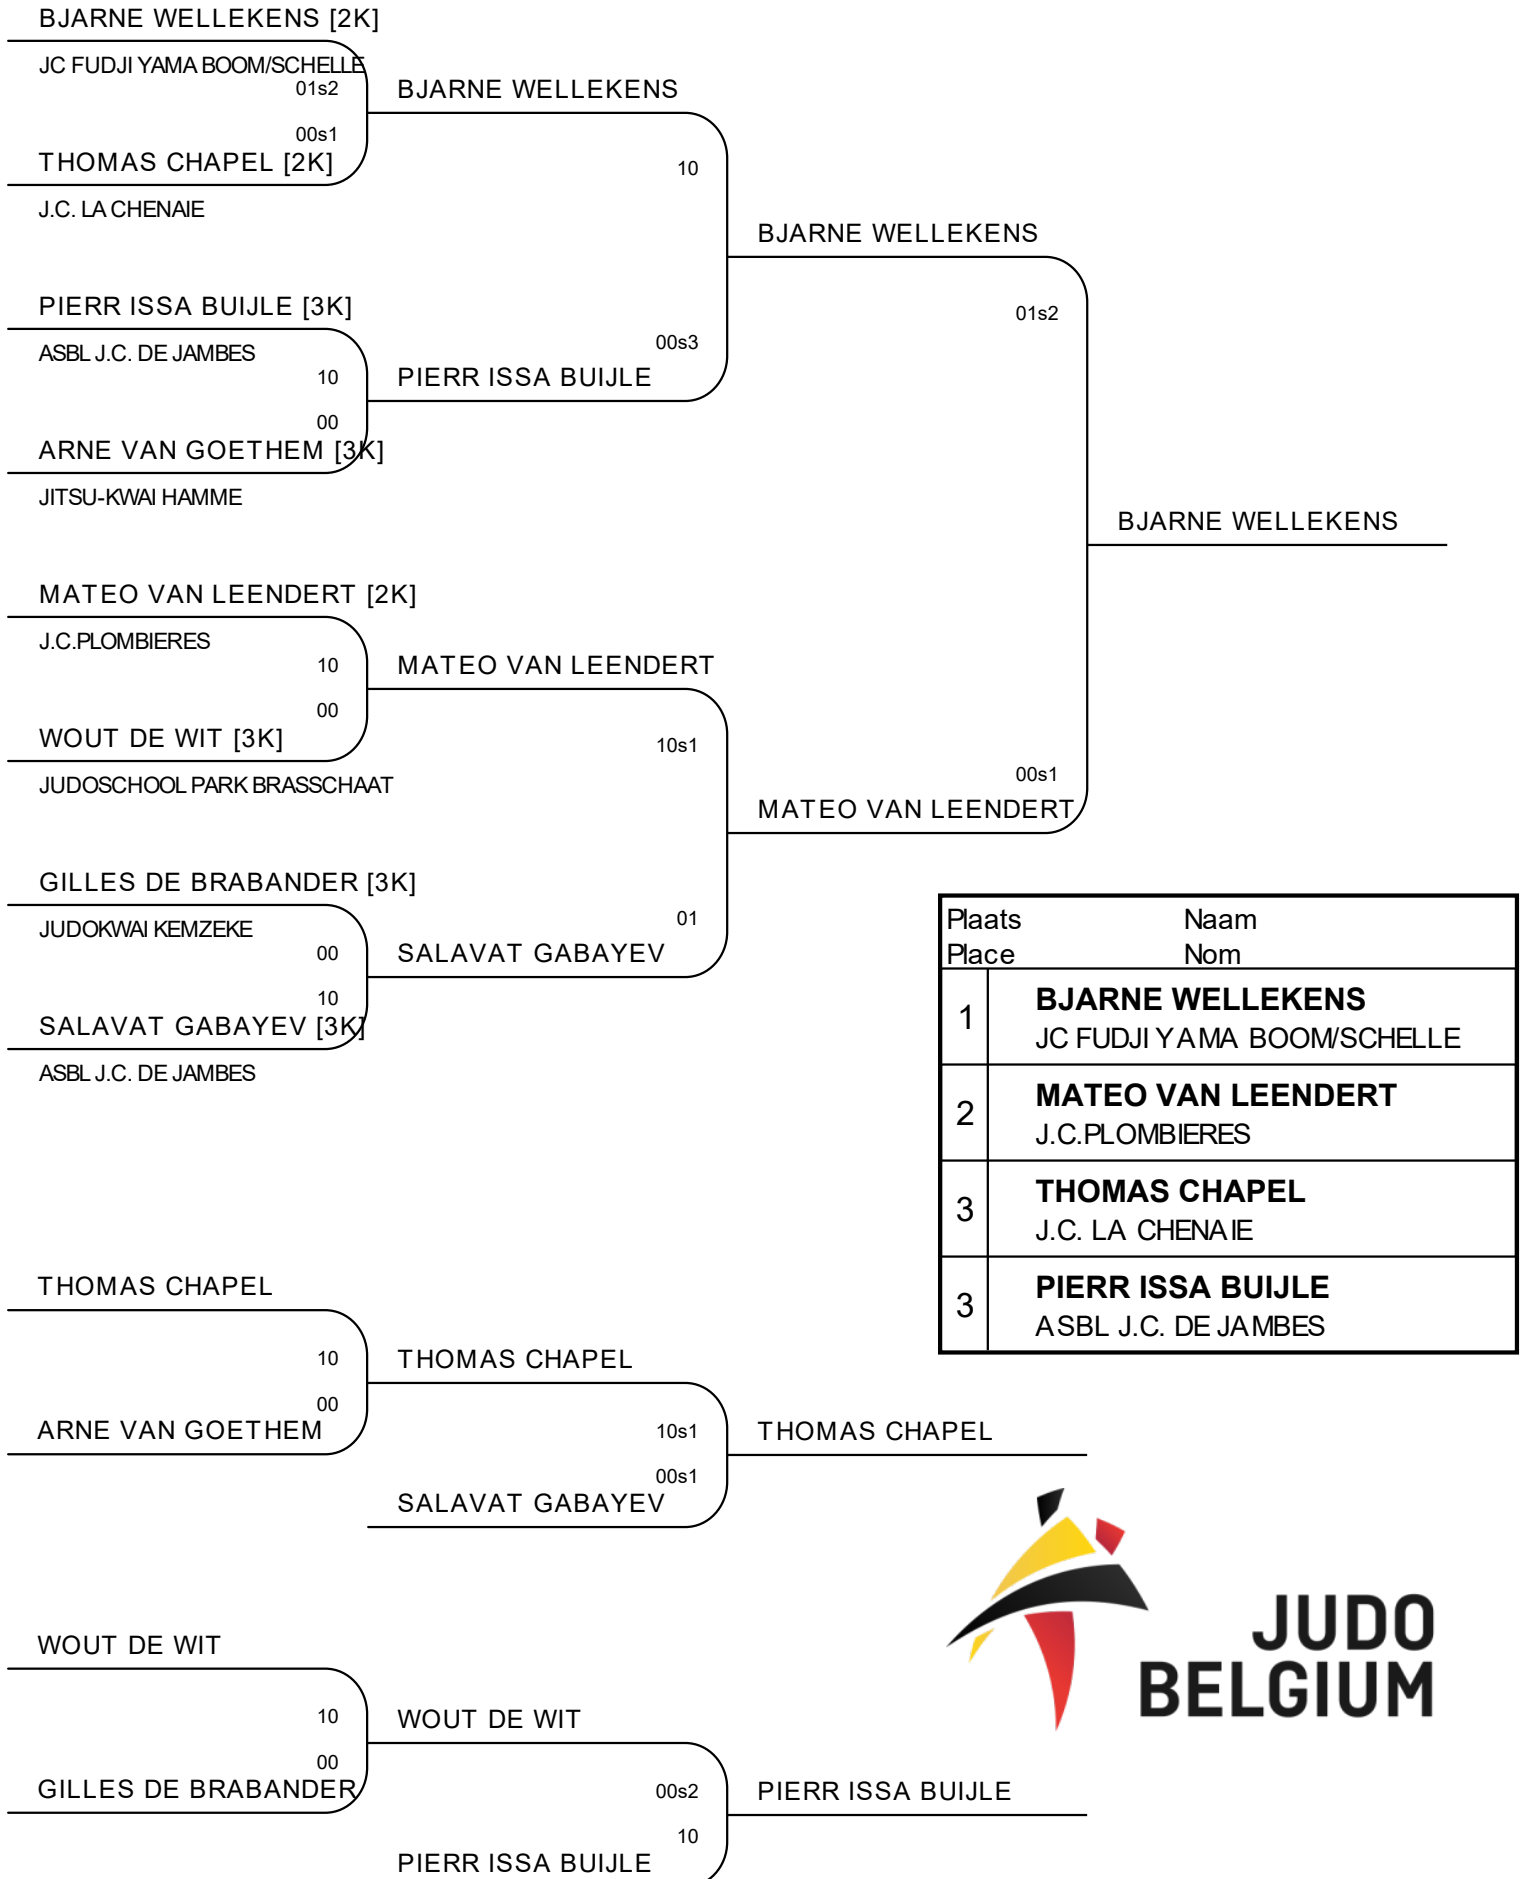 BJARNE WELLEKENS [2K]
JC FUDJI YAMA BOOM/SCHELLE
01s2
BJARNE WELLEKENS
00s1
THOMAS CHAPEL [2K]
10
J.C. LA CHENAIE
BJARNE WELLEKENS
PIERR ISSA BUIJLE [3K]
01s2
ASBL J.C. DE JAMBES
00s3
10
PIERR ISSA BUIJLE
00
ARNE VAN GOETHEM [3K]
JITSU-KWAI HAMME
BJARNE WELLEKENS
MATEO VAN LEENDERT [2K]
J.C.PLOMBIERES
10
MATEO VAN LEENDERT
00
WOUT DE WIT [3K]
10s1
JUDOSCHOOL PARK BRASSCHAAT
00s1
MATEO VAN LEENDERT
GILLES DE BRABANDER [3K]
JUDOKWAI KEMZEKE
01
00
SALAVAT GABAYEV
10
SALAVAT GABAYEV [3K]
ASBL J.C. DE JAMBES
Plaats Naam
Place Nom
1 BJARNE WELLEKENS
JC FUDJI YAMA BOOM/SCHELLE
2 MATEO VAN LEENDERT
J.C.PLOMBIERES
3 THOMAS CHAPEL
J.C. LA CHENAIE
3 PIERR ISSA BUIJLE
ASBL J.C. DE JAMBES
THOMAS CHAPEL
10
THOMAS CHAPEL
00
ARNE VAN GOETHEM
10s1
THOMAS CHAPEL
00s1
SALAVAT GABAYEV
JUDO
BELGIUM
WOUT DE WIT
10
WOUT DE WIT
00
GILLES DE BRABANDER
00s2
PIERR ISSA BUIJLE
10
PIERR ISSA BUIJLE